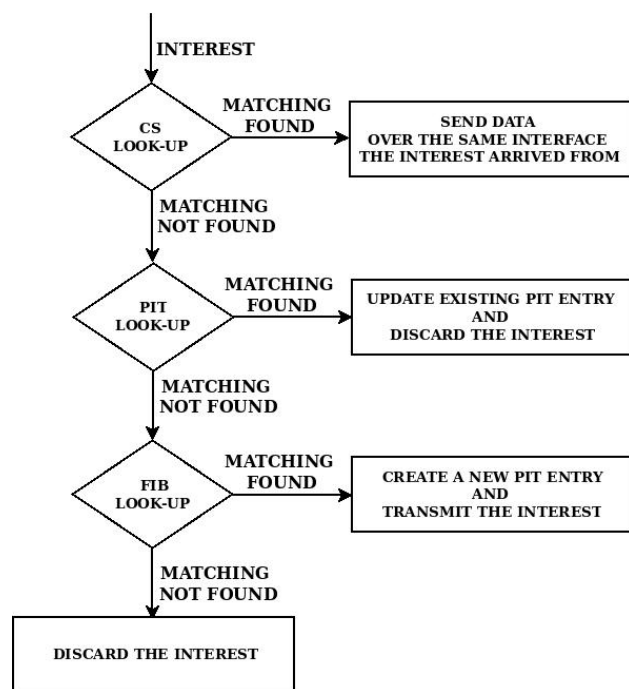 INTEREST
CS
LOOK-UP
MATCHING
FOUND
SEND DATA
OVER THE SAME INTERFACE
THE INTEREST ARRIVED FROM
MATCHING
NOT FOUND
PIT
LOOK-UP
MATCHING
FOUND
UPDATE EXISTING PIT ENTRY
AND
DISCARD THE INTEREST
MATCHING
NOT FOUND
FIB
LOOK-UP
MATCHING
FOUND
CREATE A NEW PIT ENTRY
AND
TRANSMIT THE INTEREST
MATCHING
NOT FOUND
DISCARD THE INTEREST